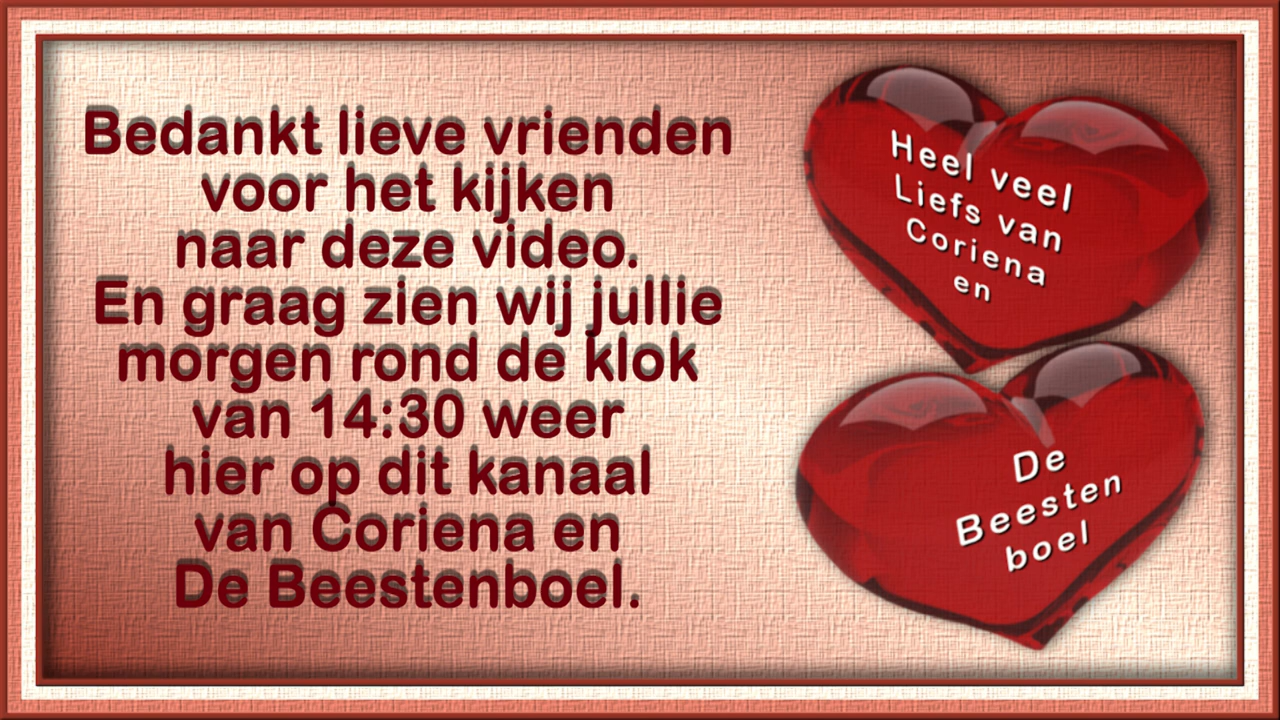 Bedankt lieve vrienden
voor het kijken
naar deze video.
En graag zien wij jullie
morgen rond de klok
van 14:30 weer
hier op dit kanaal
van Coriena en
De Beestenboel.
Heel veel
Liefs van
Coriena
en
De
Beesten
boel